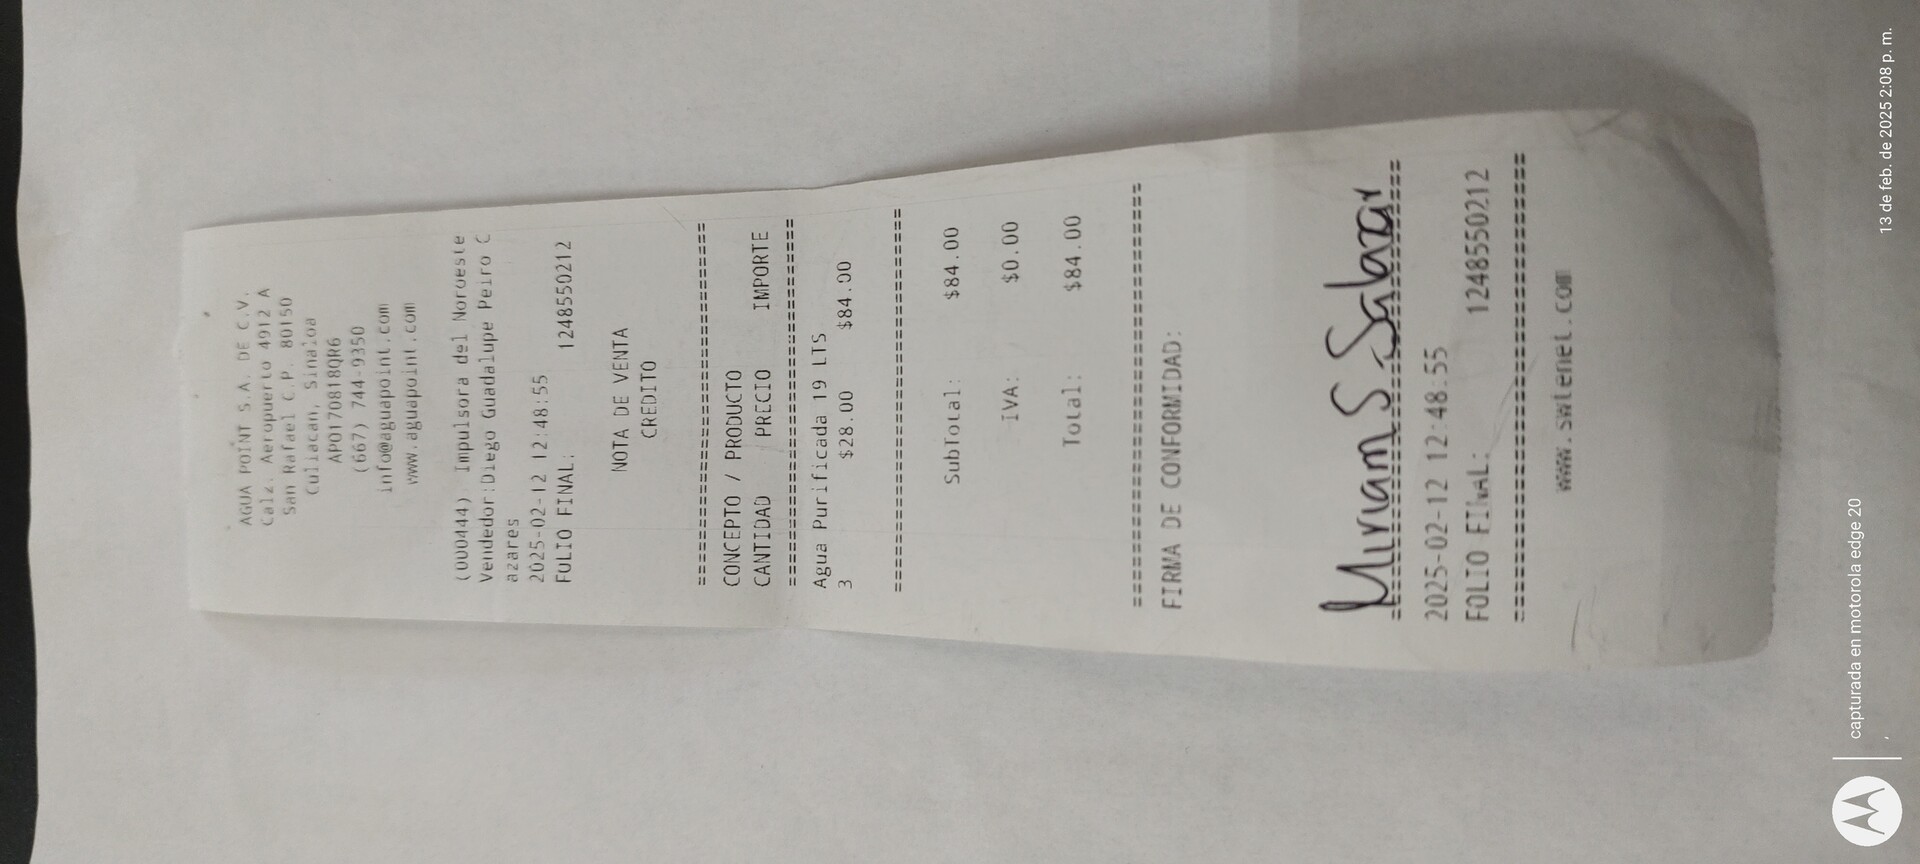 AGUA POINT S.A. DE C.V.
Calz. Aeropuerto 4912 A
San Rafael C.P. 80150
Culiacan, Sinaloa
APO170818QR6
(667) 744-9350
info@aguapoint.com
www.aguapoint.com
(000444) Impulsora del Noroeste
Vendedor:Diego Guadalupe Peiro C
azares
2025-02-12 12:48:55
FOLIO FINAL: 1248550212
NOTA DE VENTA
CREDITO
================================
CONCEPTO / PRODUCTO
CANTIDAD PRECIO IMPORTE
================================
Agua Purificada 19 LTS
3 $28.00 $84.00
================================
SubTotal: $84.00
IVA: $0.00
Total: $84.00
================================
FIRMA DE CONFORMIDAD:
Miriam S. Salazar
================================
2025-02-12 12:48:55
FOLIO FINAL: 1248550212
================================
www.swtenet.com
capturada en motorola edge 20
13 de feb. de 2025 2:08 p. m.